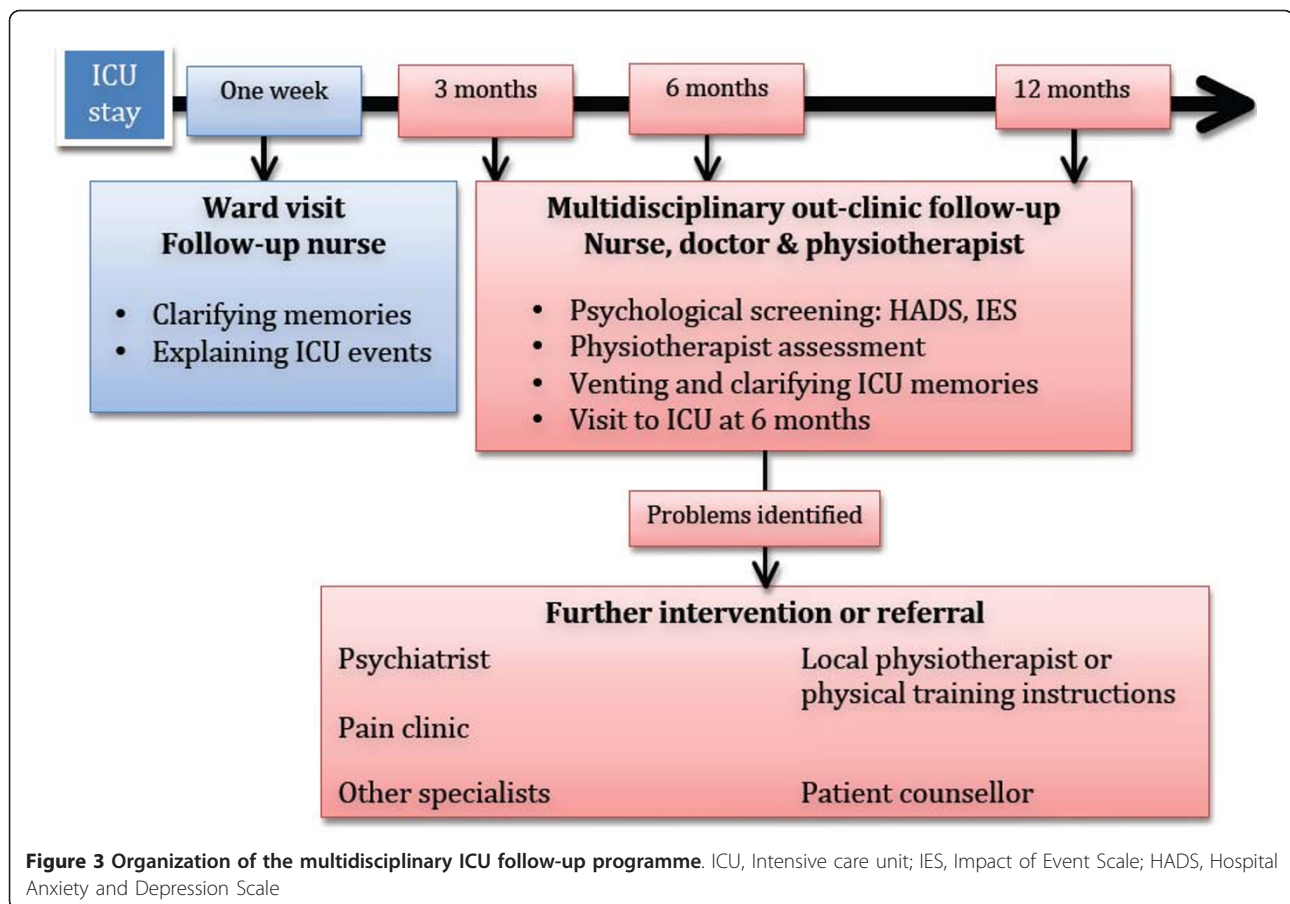 ICU
stay
One week
3 months
6 months
12 months
Ward visit
Follow-up nurse
• Clarifying memories
• Explaining ICU events
Multidisciplinary out-clinic follow-up
Nurse, doctor & physiotherapist
• Psychological screening: HADS, IES
• Physiotherapist assessment
• Venting and clarifying ICU memories
• Visit to ICU at 6 months
Problems identified
Further intervention or referral
Psychiatrist
Pain clinic
Other specialists
Local physiotherapist or
physical training instructions
Patient counsellor
Figure 3 Organization of the multidisciplinary ICU follow-up programme. ICU, Intensive care unit; IES, Impact of Event Scale; HADS, Hospital
Anxiety and Depression Scale